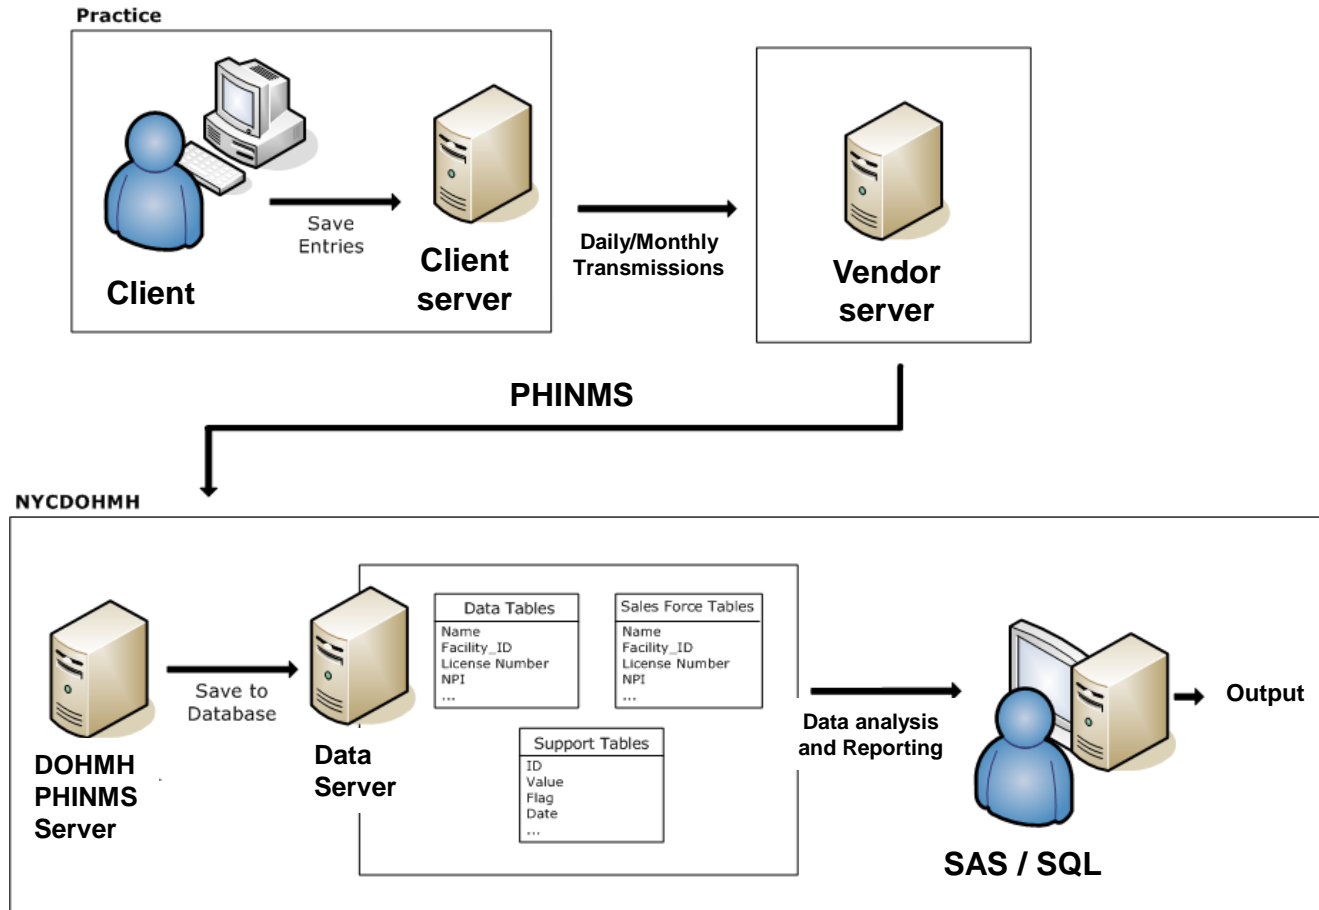 Practice
Save
Entries
Client
Client
server
Daily/Monthly
Transmissions
Vendor
server
PHINMS
NYCDOHMH
DOHMH
PHINMS
Server
Save to
Database
Data
Server
Data Tables
Name
Facility_ID
License Number
NPI
...
Sales Force Tables
Name
Facility_ID
License Number
NPI
...
Support Tables
ID
Value
Flag
Date
...
Data analysis
and Reporting
SAS / SQL
Output